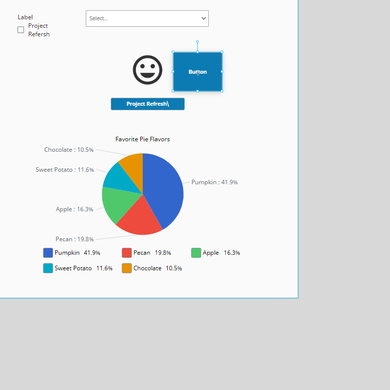 Label
Select...
Project
Refersh
Button
Project Refresh\
Favorite Pie Flavors
Chocolate : 10.5%
Sweet Potato : 11.6%
Pumpkin : 41.9%
Apple : 16.3%
Pecan : 19.8%
Pumpkin 41.9% Pecan 19.8% Apple 16.3%
Sweet Potato 11.6% Chocolate 10.5%